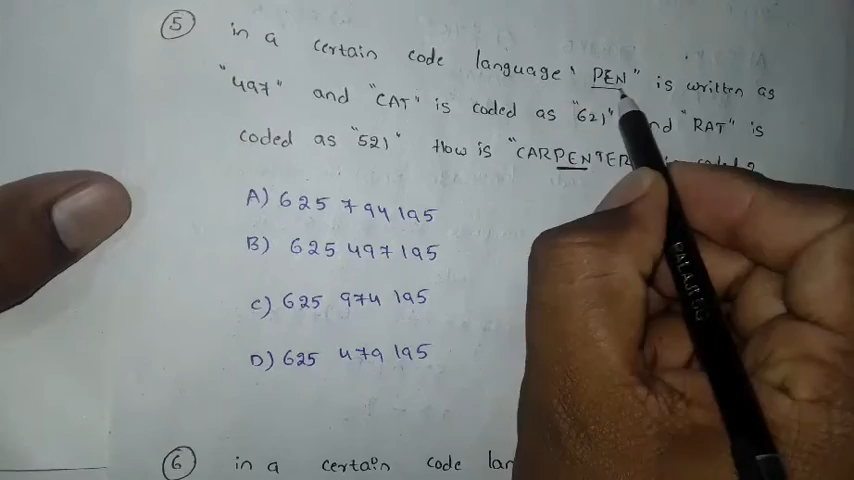 5 in a certain code language ' PEN" is written as
"497" and "CAT" is coded as "621" and "RAT" is
coded as "521" How is "CARPENTER coded?
A) 625 794 195
B) 625 497 195
C) 625 974 195
D) 625 479 195
6 in a certain code lan